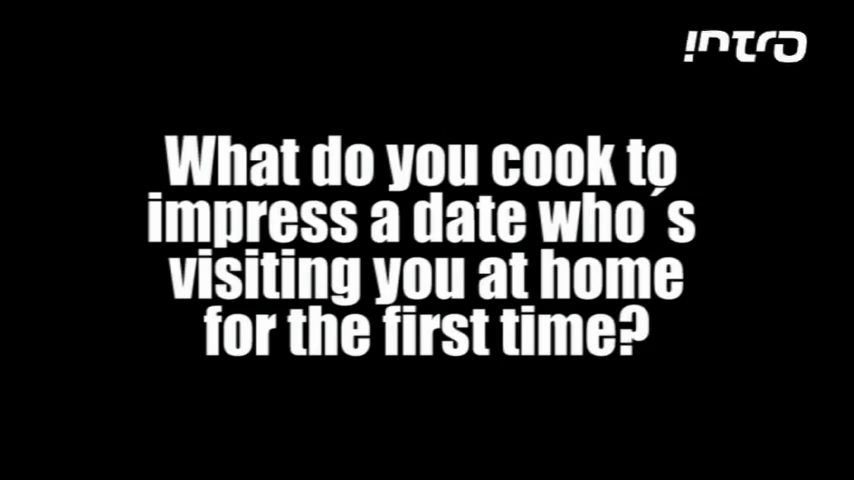 intro
What do you cook to
impress a date who´s
visiting you at home
for the first time?